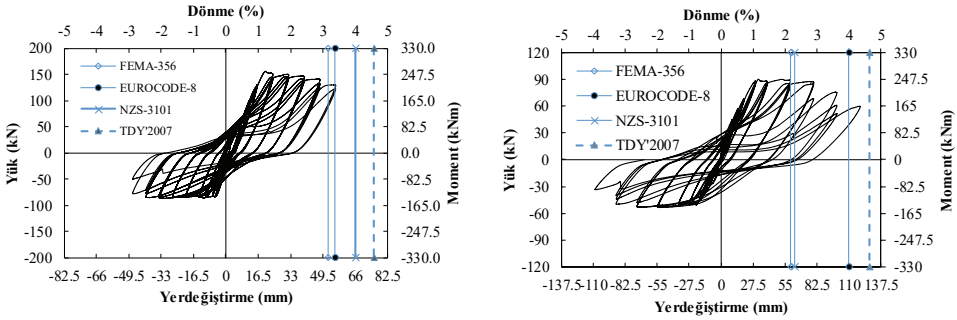 Dönme (%)
-5 -4 -3 -2 -1 0 1 2 3 4 5
Yük (kN)
200
150
100
50
0
-50
-100
-150
-200
FEMA-356
EUROCODE-8
NZS-3101
TDY'2007
330.0
247.5
165.0
82.5
0.0
-82.5
-165.0
-247.5
-330.0
Moment (kNm)
-82.5 -66 -49.5 -33 -16.5 0 16.5 33 49.5 66 82.5
Yerdeğiştirme (mm)
Dönme (%)
-5 -4 -3 -2 -1 0 1 2 3 4 5
Yük (kN)
120
90
60
30
0
-30
-60
-90
-120
FEMA-356
EUROCODE-8
NZS-3101
TDY'2007
330
247.5
165
82.5
0
-82.5
-165
-247.5
-330
Moment (kNm)
-137.5 -110 -82.5 -55 -27.5 0 27.5 55 82.5 110 137.5
Yerdeğiştirme (mm)